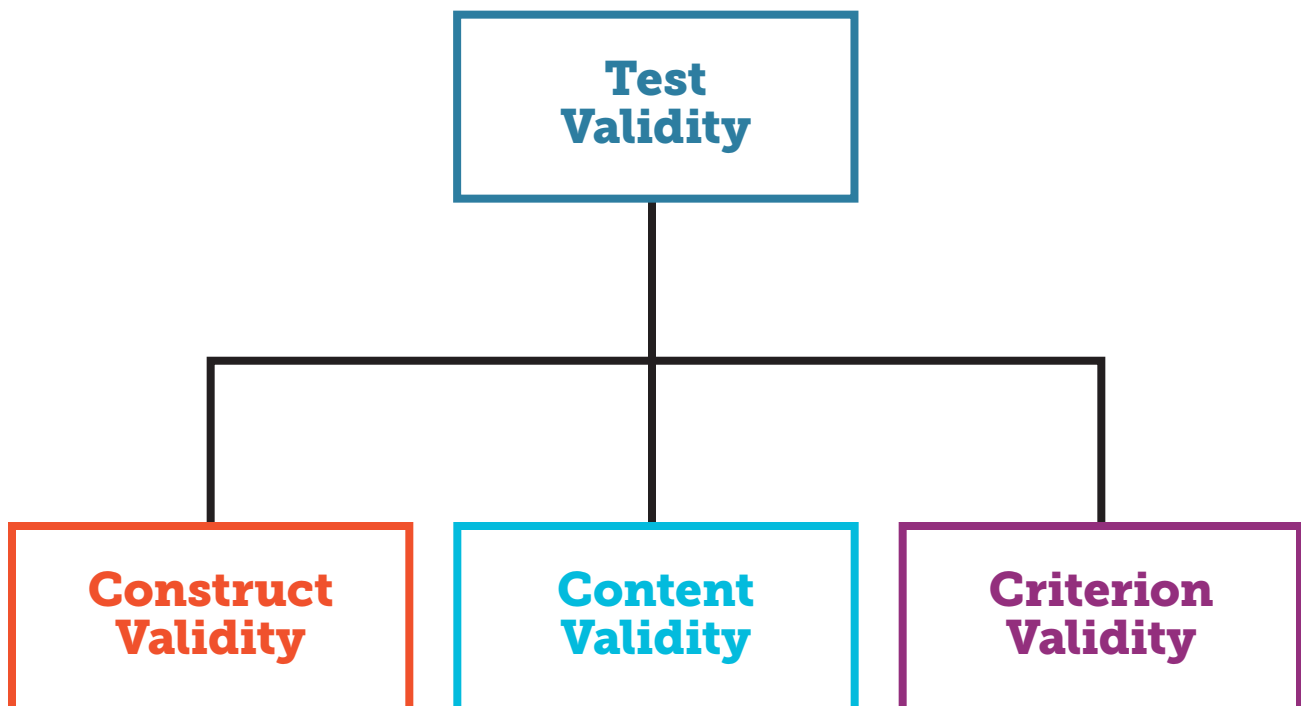 Test
Validity
Construct
Validity
Content
Validity
Criterion
Validity